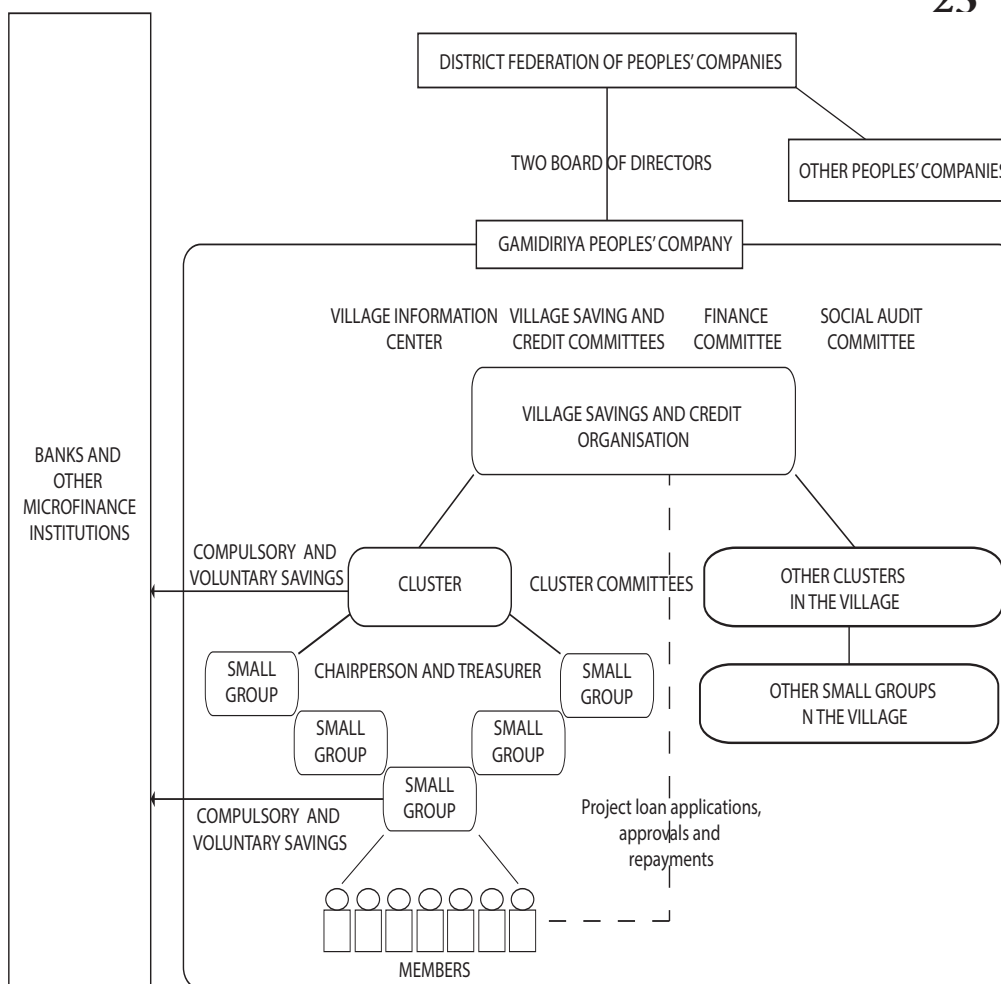 DISTRICT FEDERATION OF PEOPLES' COMPANIES
TWO BOARD OF DIRECTORS
OTHER PEOPLES' COMPANIES
GAMIDIRIYA PEOPLES' COMPANY
VILLAGE INFORMATION
CENTER
VILLAGE SAVING AND
CREDIT COMMITTEES
FINANCE
COMMITTEE
SOCIAL AUDIT
COMMITTEE
VILLAGE SAVINGS AND CREDIT
ORGANISATION
BANKS AND
OTHER
MICROFINANCE
INSTITUTIONS
COMPULSORY AND
VOLUNTARY SAVINGS
CLUSTER
CLUSTER COMMITTEES
OTHER CLUSTERS
IN THE VILLAGE
SMALL
GROUP
CHAIRPERSON AND TREASURER
SMALL
GROUP
OTHER SMALL GROUPS
N THE VILLAGE
SMALL
GROUP
SMALL
GROUP
SMALL
GROUP
COMPULSORY AND
VOLUNTARY SAVINGS
Project loan applications,
approvals and
repayments
MEMBERS